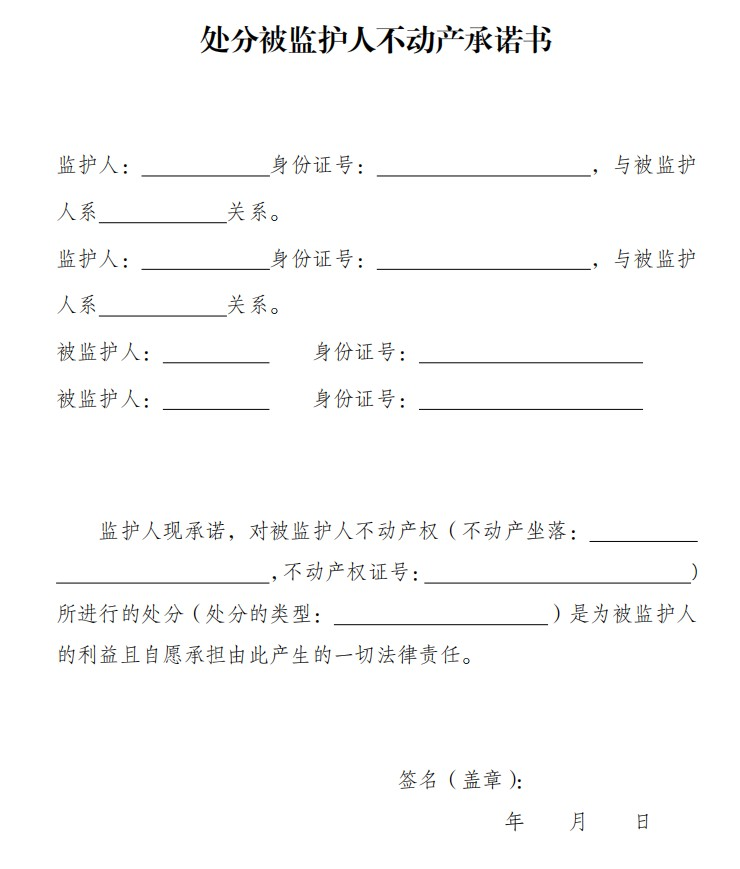 处分被监护人不动产承诺书
监护人：____________身份证号：____________________，与被监护
人系____________关系。
监护人：____________身份证号：____________________，与被监护
人系____________关系。
被监护人：__________ 身份证号：_____________________
被监护人：__________ 身份证号：_____________________
监护人现承诺，对被监护人不动产权（不动产坐落：__________
____________________,不动产权证号：_________________________)
所进行的处分（处分的类型：____________________）是为被监护人
的利益且自愿承担由此产生的一切法律责任。
签名（盖章）：
年 月 日